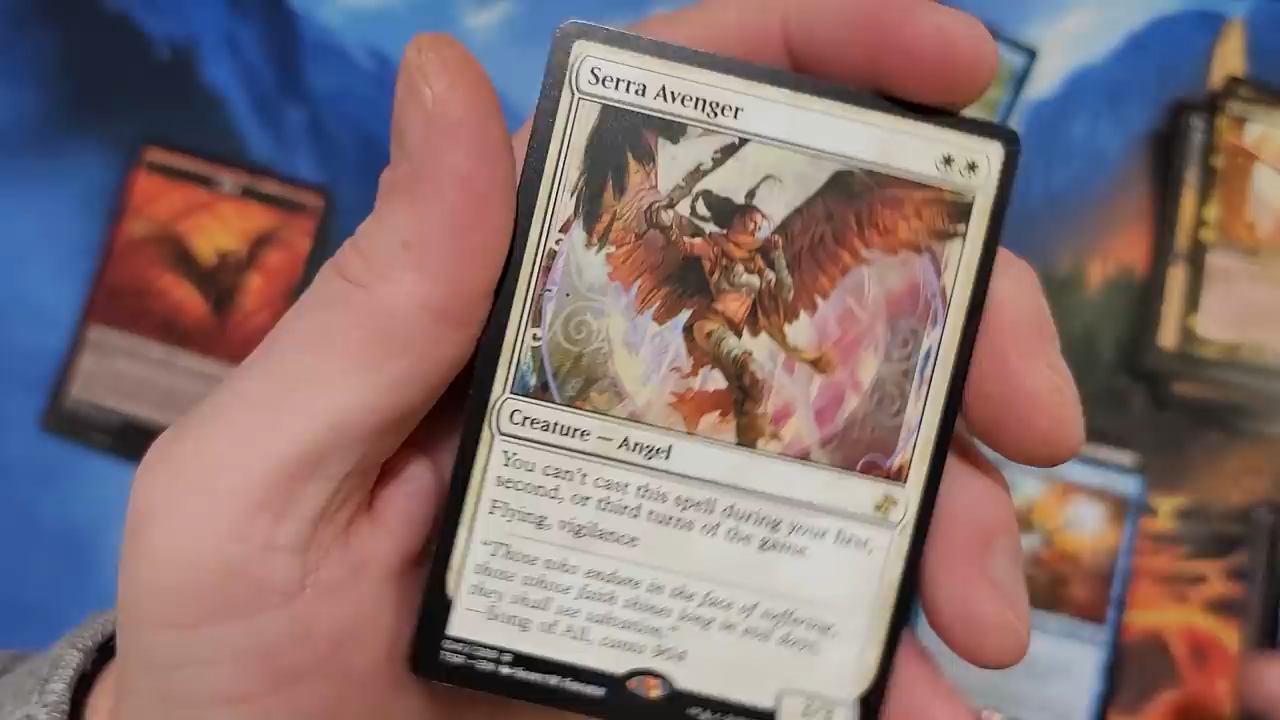 Serra Avenger
Creature — Angel
You can't cast this spell during your first,
second, or third turns of the game.
Flying, vigilance
"Those who endure in the face of suffering,
those whose faith shines long in evil days,
they shall see salvation."
—Song of All, canto 904